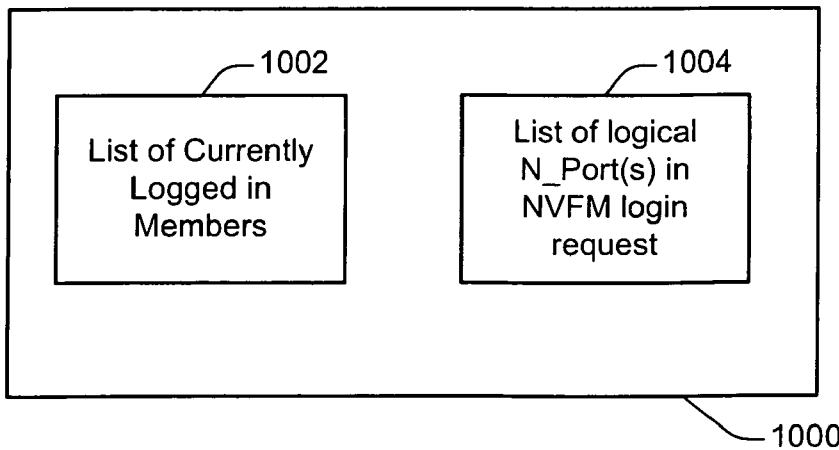 1002
List of Currently
Logged in
Members
1004
List of logical
N_Port(s) in
NVFM login
request
1000